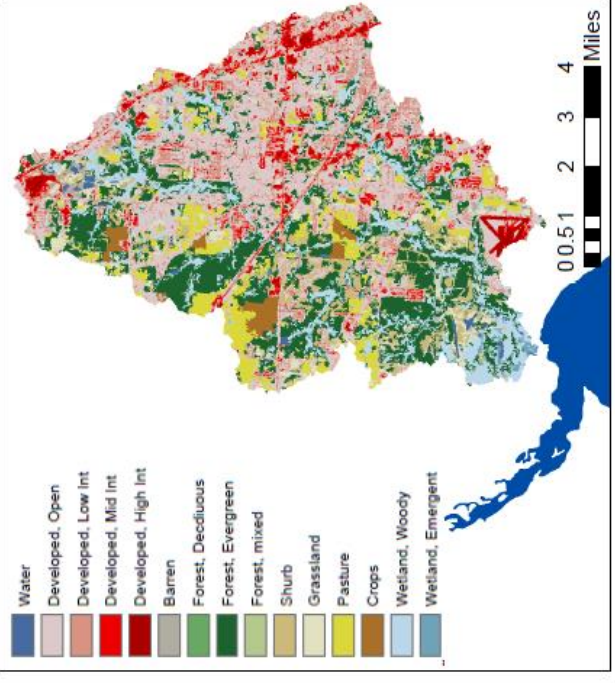 Water
Developed, Open
Developed, Low Int
Developed, Mid Int
Developed, High Int
Barren
Forest, Decdiuous
Forest, Evergreen
Forest, mixed
Shurb
Grassland
Pasture
Crops
Wetland, Woody
Wetland, Emergent
0 0.5 1 2 3 4
Miles